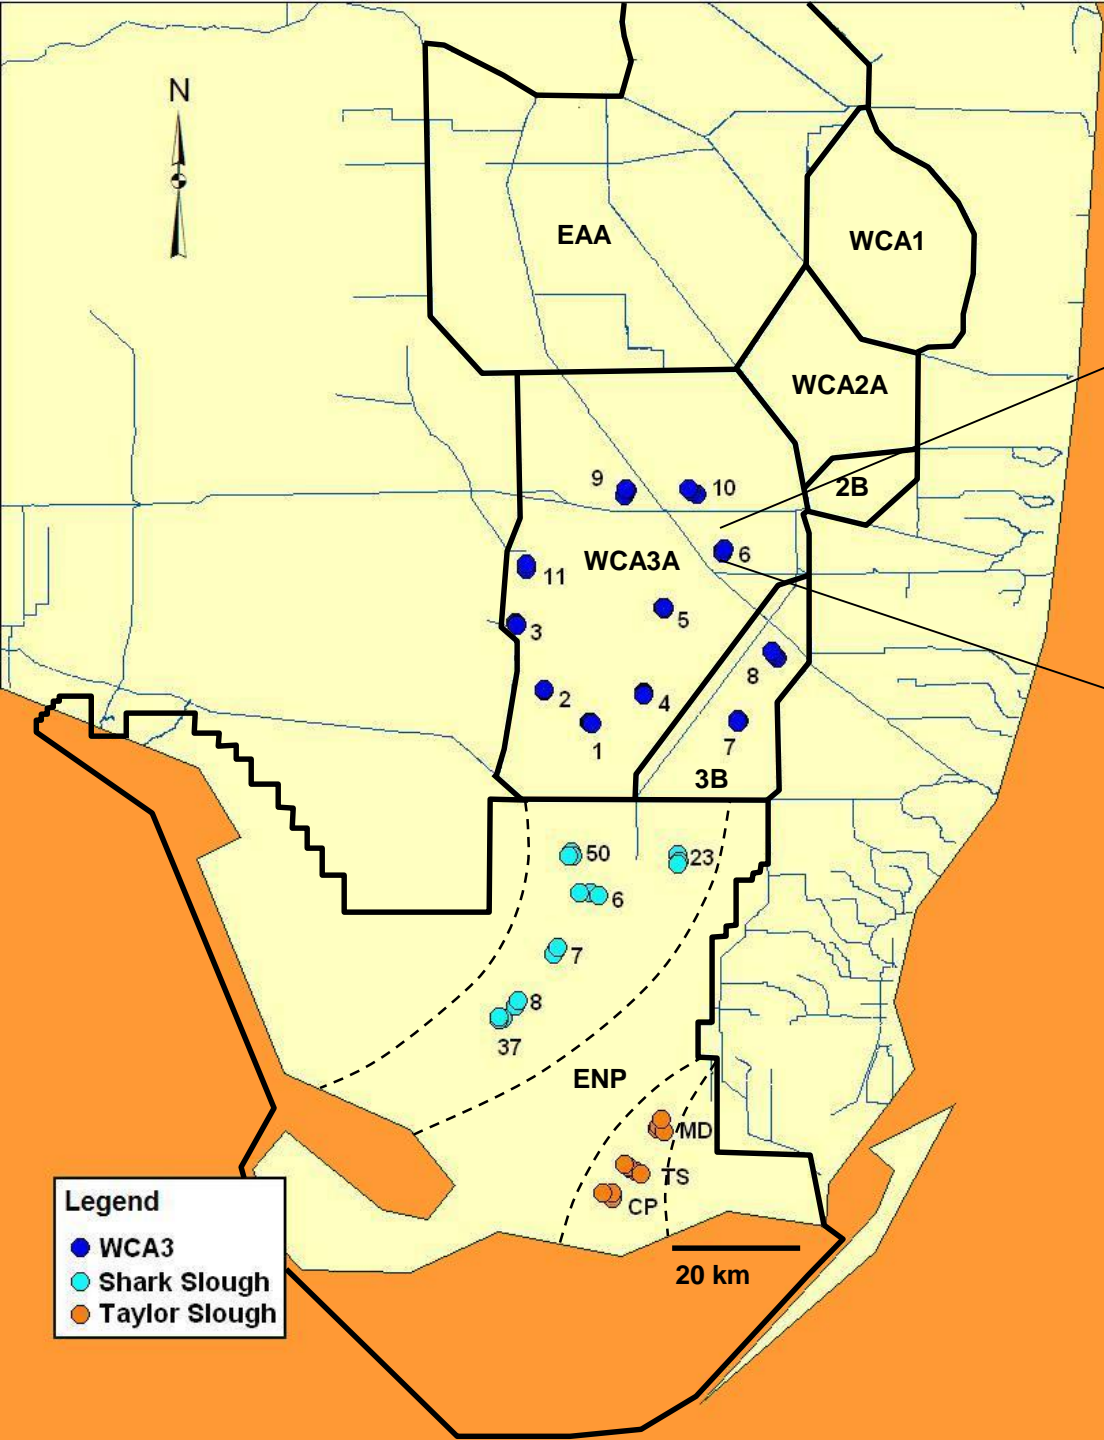 N
EAA
WCA1
WCA2A
2B
9
10
WCA3A
6
11
5
3
8
2
4
1
7
3B
50
23
6
7
8
37
ENP
MD
TS
CP
Legend
WCA3
Shark Slough
Taylor Slough
20 km